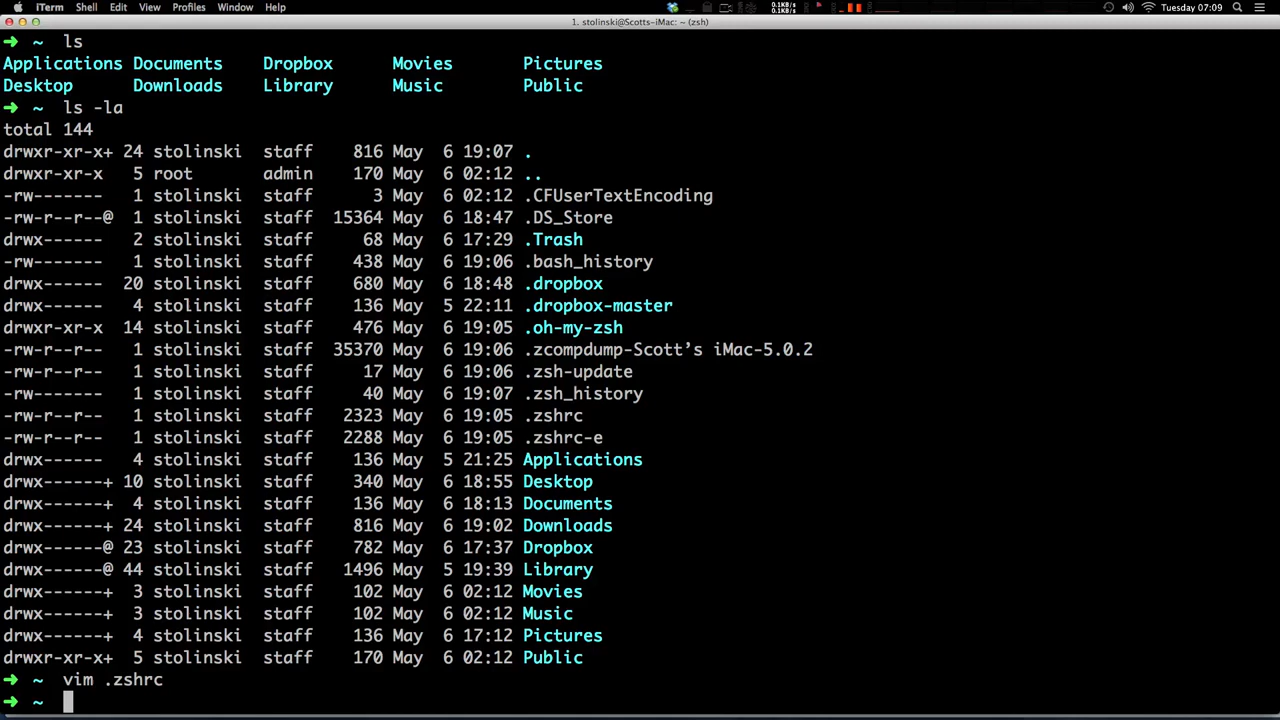 iTerm Shell Edit View Profiles Window Help 0.1KB/s 0.1KB/s Tuesday 07:09
1. stolinski@Scotts-iMac: ~ (zsh)
➜ ~ ls
Applications Documents Dropbox Movies Pictures
Desktop Downloads Library Music Public
➜ ~ ls -la
total 144
drwxr-xr-x+ 24 stolinski staff 816 May 6 19:07 .
drwxr-xr-x 5 root admin 170 May 6 02:12 ..
-rw------- 1 stolinski staff 3 May 6 02:12 .CFUserTextEncoding
-rw-r--r--@ 1 stolinski staff 15364 May 6 18:47 .DS_Store
drwx------ 2 stolinski staff 68 May 6 17:29 .Trash
-rw------- 1 stolinski staff 438 May 6 19:06 .bash_history
drwx------ 20 stolinski staff 680 May 6 18:48 .dropbox
drwx------ 4 stolinski staff 136 May 5 22:11 .dropbox-master
drwxr-xr-x 14 stolinski staff 476 May 6 19:05 .oh-my-zsh
-rw-r--r-- 1 stolinski staff 35370 May 6 19:06 .zcompdump-Scott’s iMac-5.0.2
-rw-r--r-- 1 stolinski staff 17 May 6 19:06 .zsh-update
-rw------- 1 stolinski staff 40 May 6 19:07 .zsh_history
-rw-r--r-- 1 stolinski staff 2323 May 6 19:05 .zshrc
-rw-r--r-- 1 stolinski staff 2288 May 6 19:05 .zshrc-e
drwx------ 4 stolinski staff 136 May 5 21:25 Applications
drwx------+ 10 stolinski staff 340 May 6 18:55 Desktop
drwx------+ 4 stolinski staff 136 May 6 18:13 Documents
drwx------+ 24 stolinski staff 816 May 6 19:02 Downloads
drwx------@ 23 stolinski staff 782 May 6 17:37 Dropbox
drwx------@ 44 stolinski staff 1496 May 5 19:39 Library
drwx------+ 3 stolinski staff 102 May 6 02:12 Movies
drwx------+ 3 stolinski staff 102 May 6 02:12 Music
drwx------+ 4 stolinski staff 136 May 6 17:12 Pictures
drwxr-xr-x+ 5 stolinski staff 170 May 6 02:12 Public
➜ ~ vim .zshrc
➜ ~